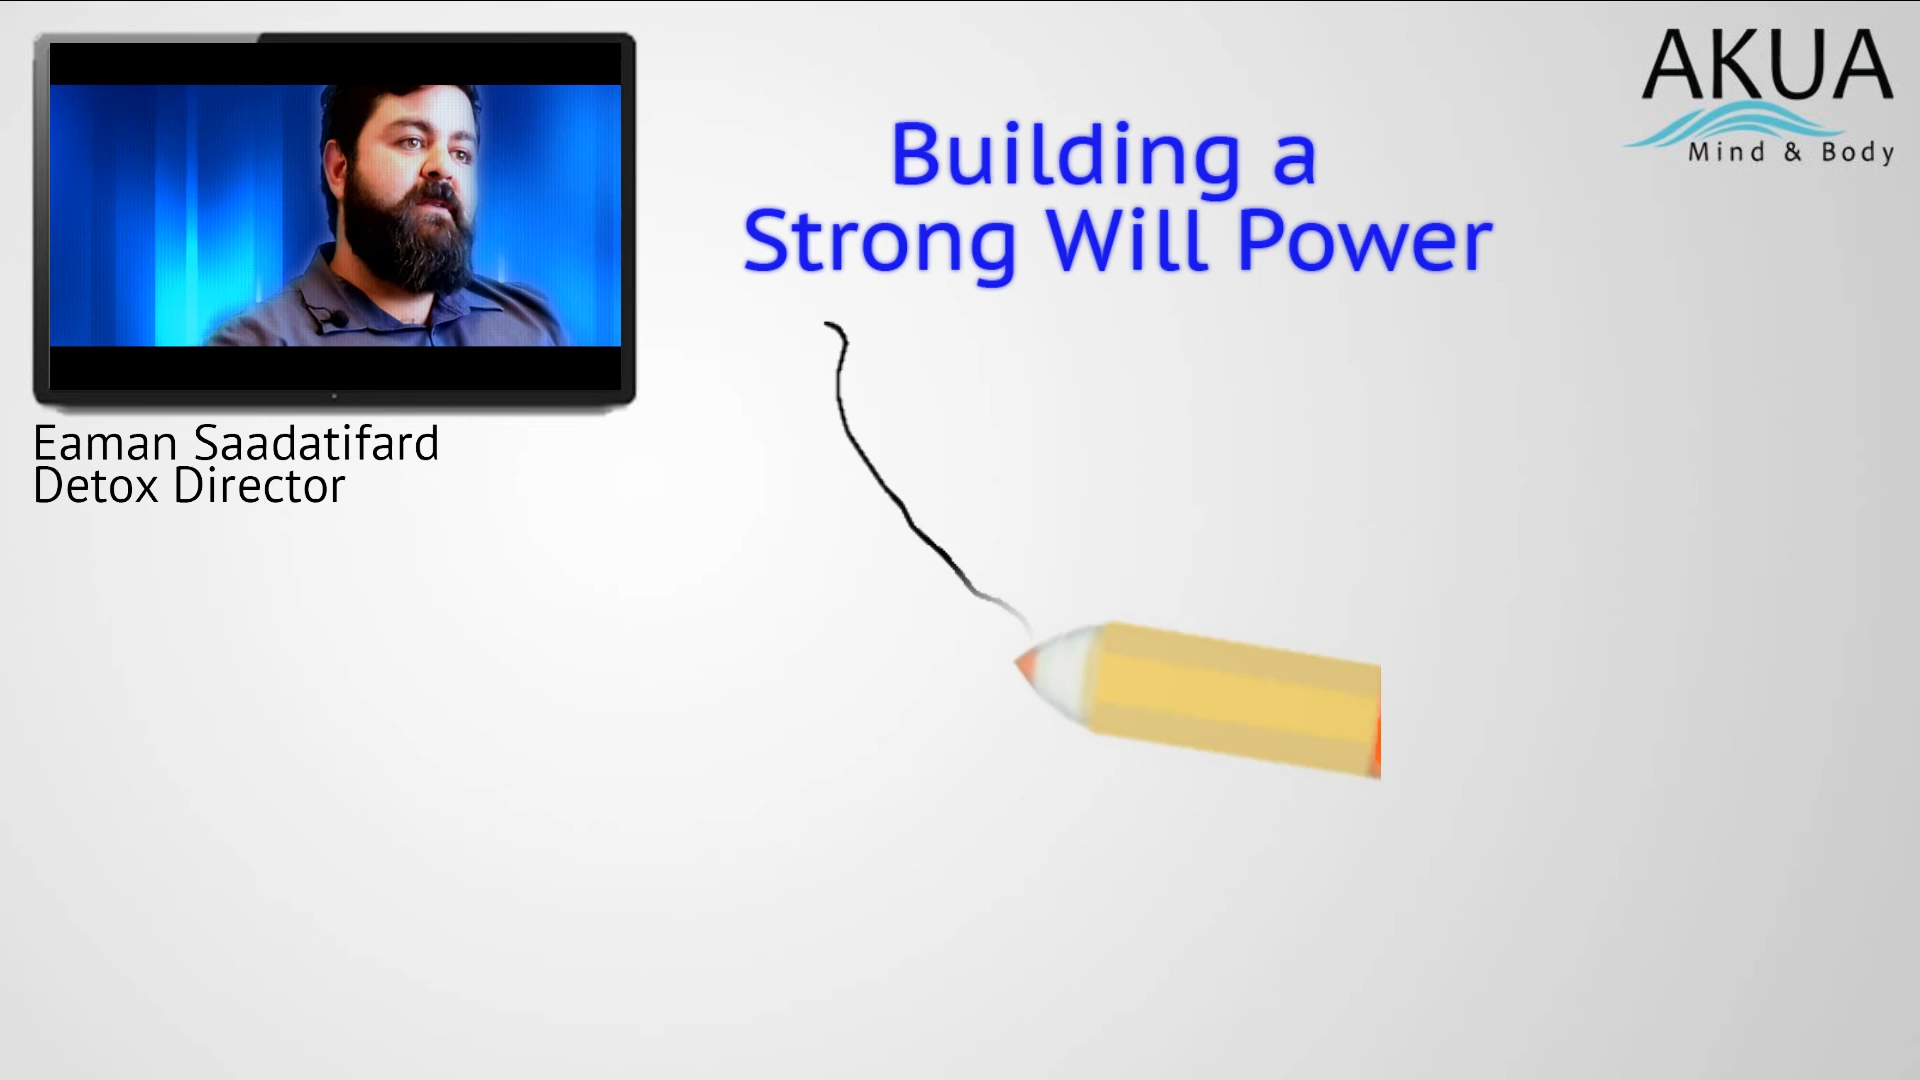 AKUA
Mind & Body
Building a
Strong Will Power
Eaman Saadatifard
Detox Director